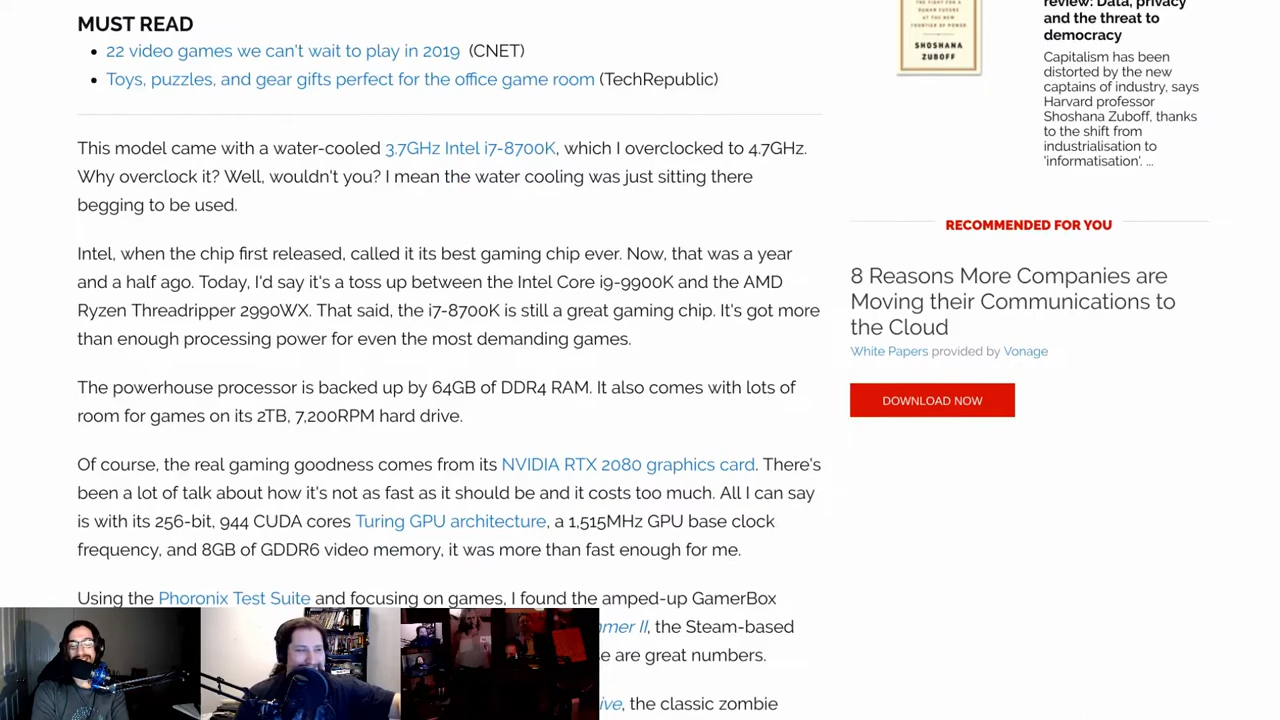 MUST READ
22 video games we can't wait to play in 2019 (CNET)
Toys, puzzles, and gear gifts perfect for the office game room (TechRepublic)
This model came with a water-cooled 3.7GHz Intel i7-8700K, which I overclocked to 4.7GHz.
Why overclock it? Well, wouldn't you? I mean the water cooling was just sitting there
begging to be used.
Intel, when the chip first released, called it its best gaming chip ever. Now, that was a year
and a half ago. Today, I'd say it's a toss up between the Intel Core i9-9900K and the AMD
Ryzen Threadripper 2990WX. That said, the i7-8700K is still a great gaming chip. It's got more
than enough processing power for even the most demanding games.
The powerhouse processor is backed up by 64GB of DDR4 RAM. It also comes with lots of
room for games on its 2TB, 7,200RPM hard drive.
Of course, the real gaming goodness comes from its NVIDIA RTX 2080 graphics card. There's
been a lot of talk about how it's not as fast as it should be and it costs too much. All I can say
is with its 256-bit, 944 CUDA cores Turing GPU architecture, a 1,515MHz GPU base clock
frequency, and 8GB of GDDR6 video memory, it was more than fast enough for me.
Using the Phoronix Test Suite and focusing on games, I found the amped-up GamerBox
mer II, the Steam-based
e are great numbers.
ive, the classic zombie
SHOSHANA
ZUBOFF
review: Data, privacy
and the threat to
democracy
Capitalism has been
distorted by the new
captains of industry, says
Harvard professor
Shoshana Zuboff, thanks
to the shift from
industrialisation to
'informatisation'. ...
RECOMMENDED FOR YOU
8 Reasons More Companies are
Moving their Communications to
the Cloud
White Papers provided by Vonage
DOWNLOAD NOW